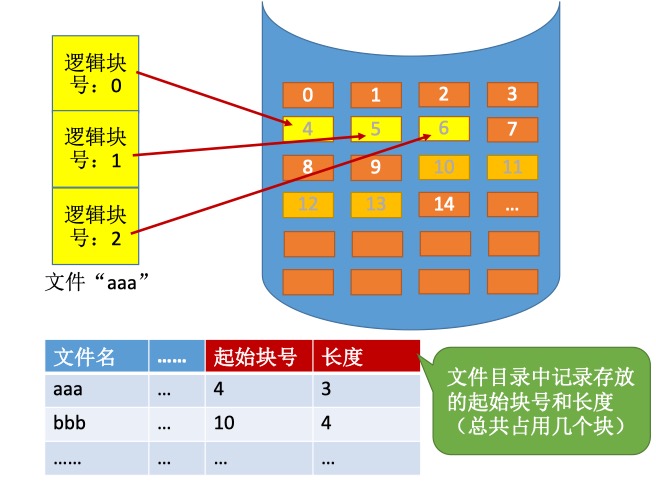 逻辑块
号：0
逻辑块
号：1
逻辑块
号：2
文件“aaa”
0 1 2 3
4 5 6 7
8 9 10 11
12 13 14 ...
文件名 …… 起始块号 长度
aaa ... 4 3
bbb ... 10 4
…… ... ... ...
文件目录中记录存放
的起始块号和长度
（总共占用几个块）